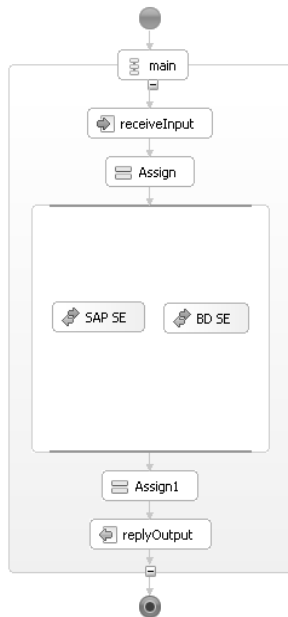 main
receiveInput
Assign
SAP SE
BD SE
Assign1
replyOutput